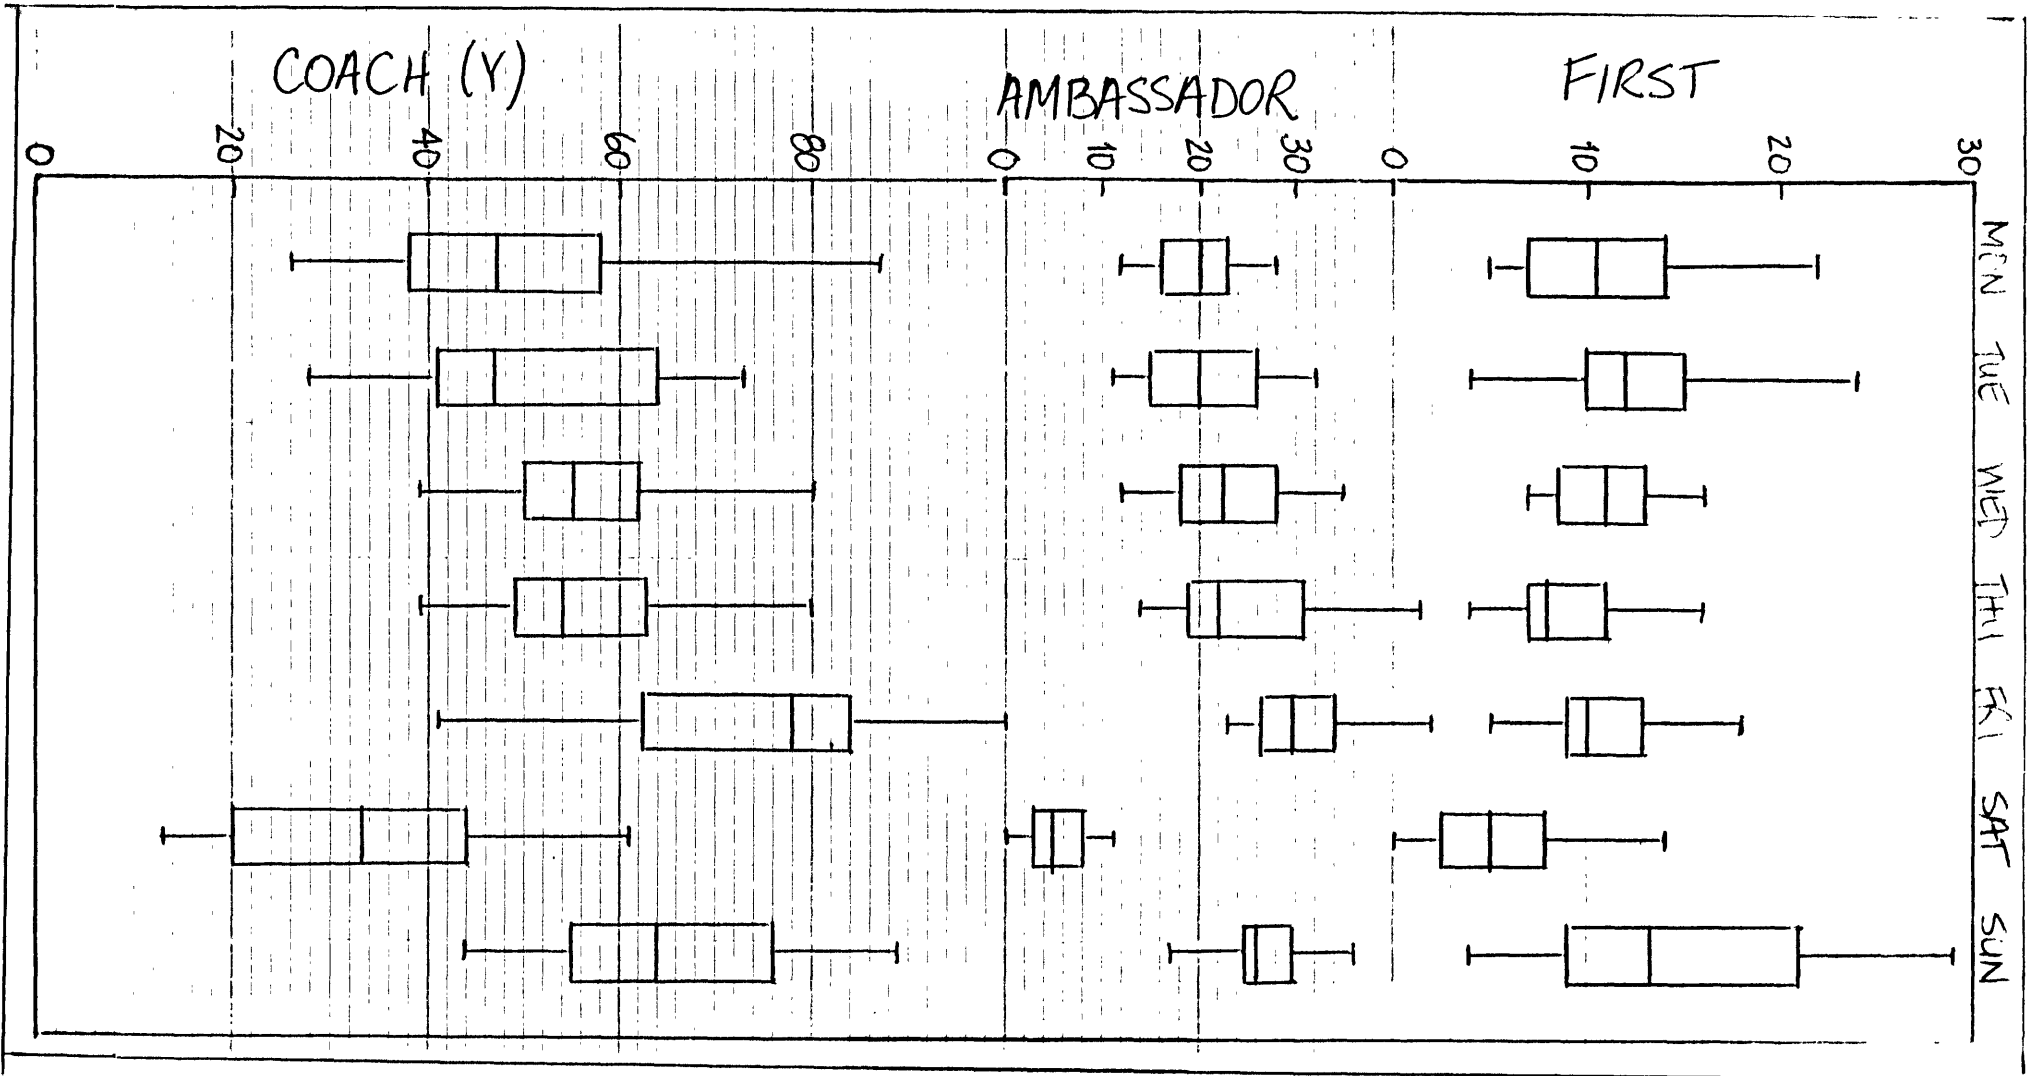 COACH (Y)
AMBASSADOR
FIRST
0 20 40 60 80 0 10 20 30 0 10 20 30
MON
TUE
WED
THU
FRI
SAT
SUN